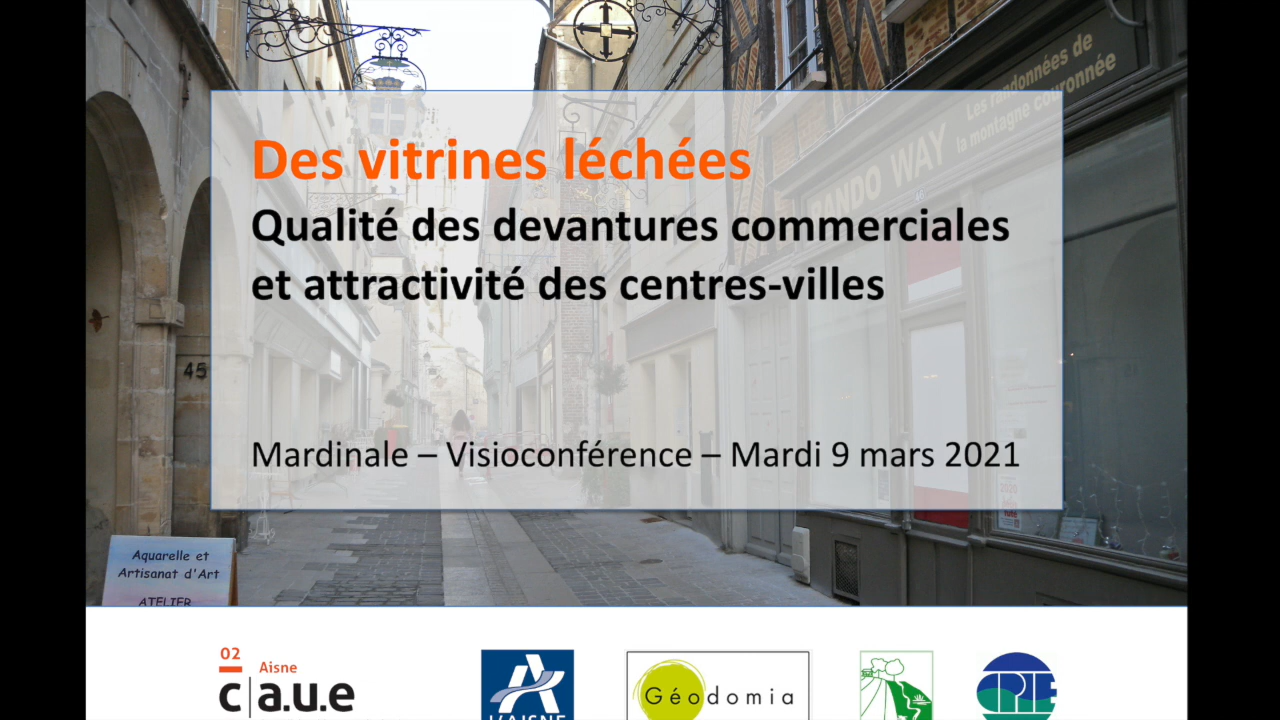 Les randonnées de
la montagne couronnée
RANDO WAY
Des vitrines léchées
Qualité des devantures commerciales
et attractivité des centres-villes
45
Mardinale – Visioconférence – Mardi 9 mars 2021
Aquarelle et
Artisanat d'Art
ATELIER
02
Aisne
c|a.u.e
L'AISNE
Géodomia
CPIE